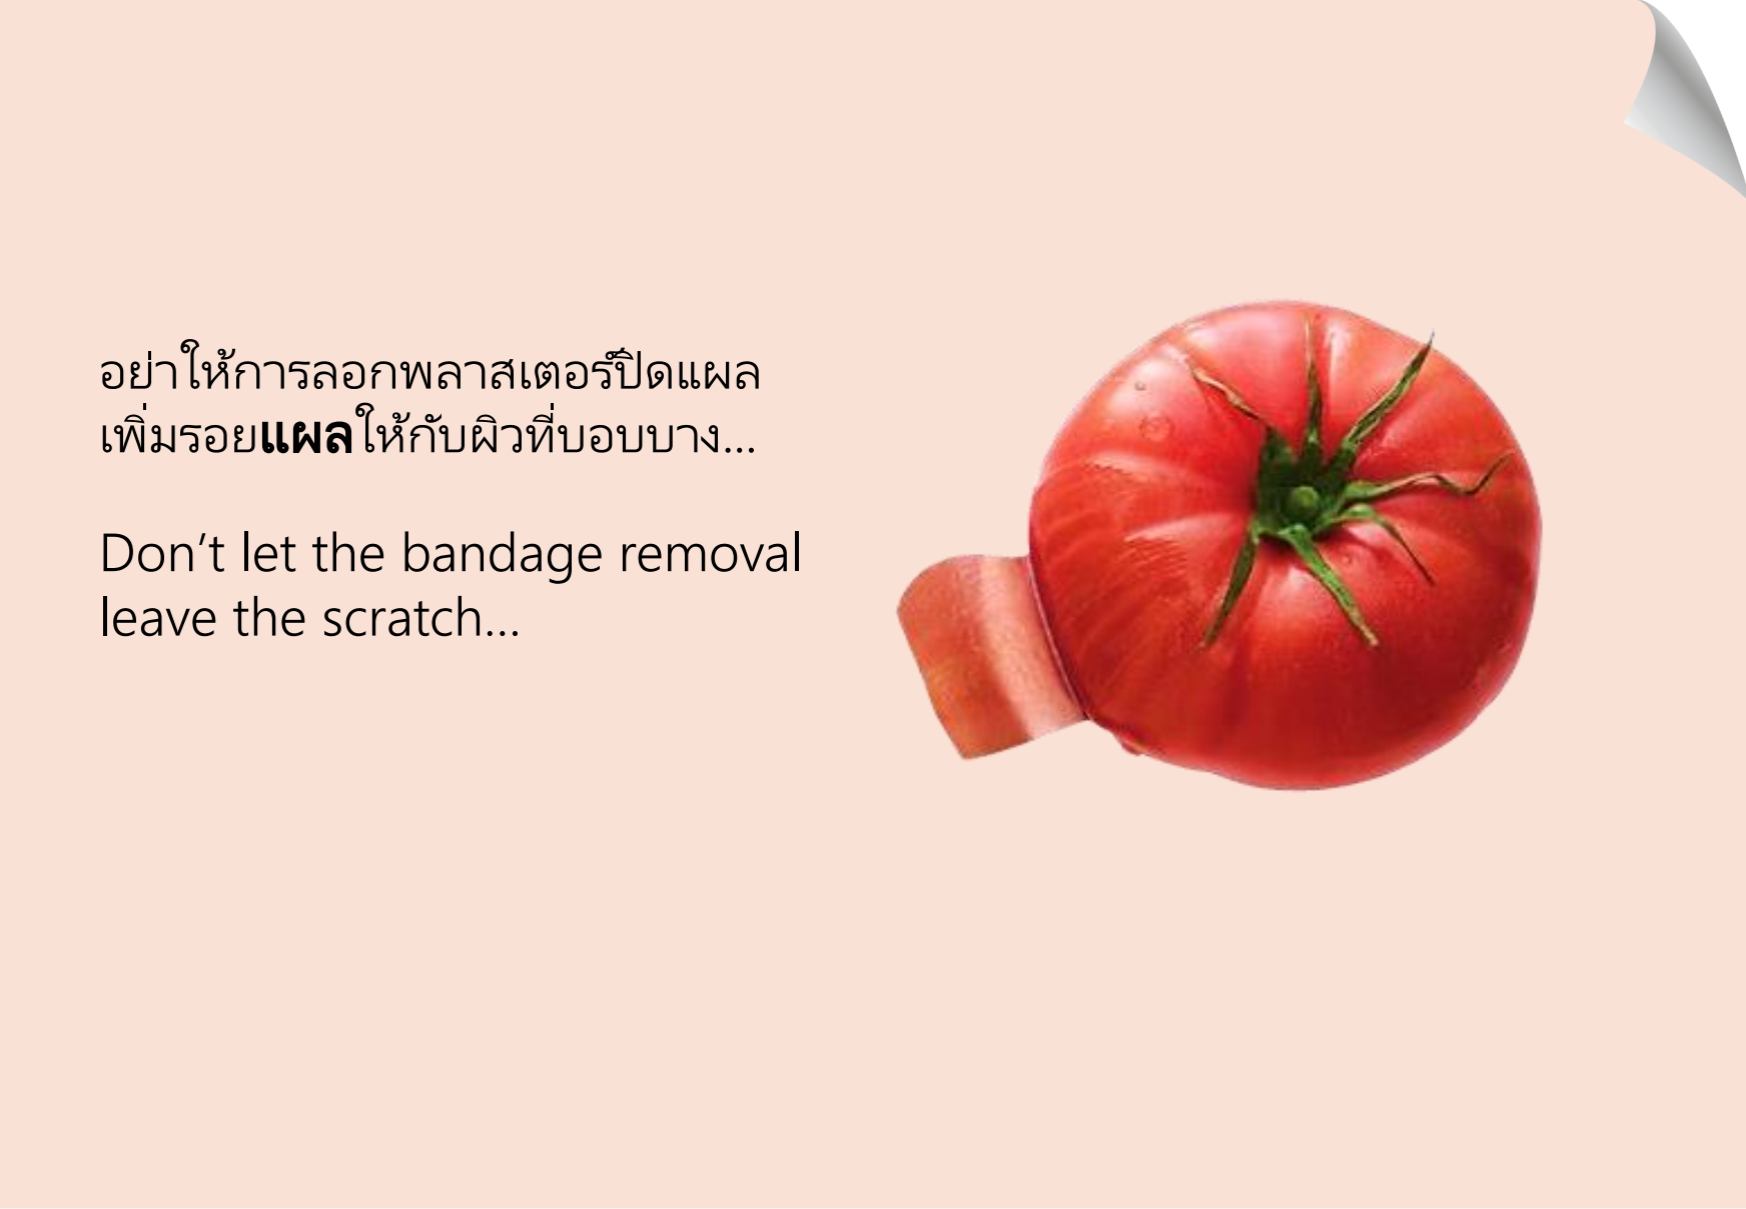 อย่าให้การลอกพลาสเตอร์ปิดแผล
เพิ่มรอยแผลให้กับผิวที่บอบบาง...
Don’t let the bandage removal
leave the scratch...